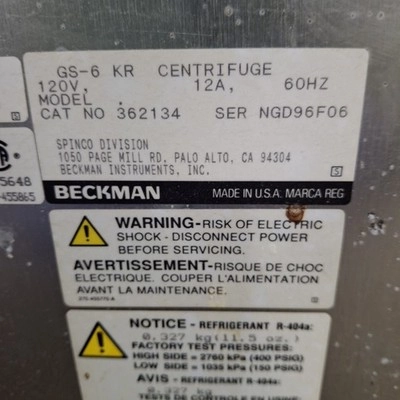 GS-6 KR CENTRIFUGE
120V, 12A, 60HZ
MODEL .
CAT NO 362134 SER NGD96F06
SPINCO DIVISION
1050 PAGE MILL RD, PALO ALTO, CA 94304
BECKMAN INSTRUMENTS, INC. S
BECKMAN MADE IN U.S.A. MARCA REG
S
5648
-455865
WARNING-RISK OF ELECTRIC
SHOCK - DISCONNECT POWER
BEFORE SERVICING.
AVERTISSEMENT-RISQUE DE CHOC
ELECTRIQUE. COUPER L'ALIMENTATION
AVANT LA MAINTENANCE.
NOTICE - REFRIGERANT R-404a:
0.327 kg(11.5 oz.)
FACTORY TEST PRESSURES:
HIGH SIDE = 2760 kPa (400 PSIG)
LOW SIDE = 1035 kPa (150 PSIG)
AVIS - REFRIGERANT R-404a:
0.327 kg